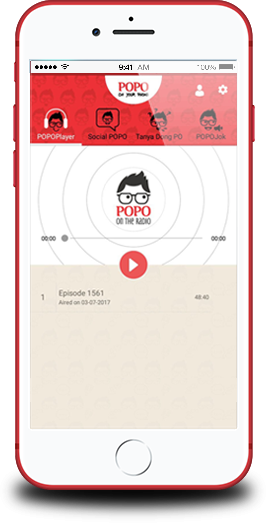 9:41 AM
100%
POPO
ON THE RADIO
POPOPlayer
Social POPO
Tanya Dong PO
POPOJok
POPO
ON THE RADIO
00:00
00:00
1
Episode 1561
48:40
Aired on 03-07-2017